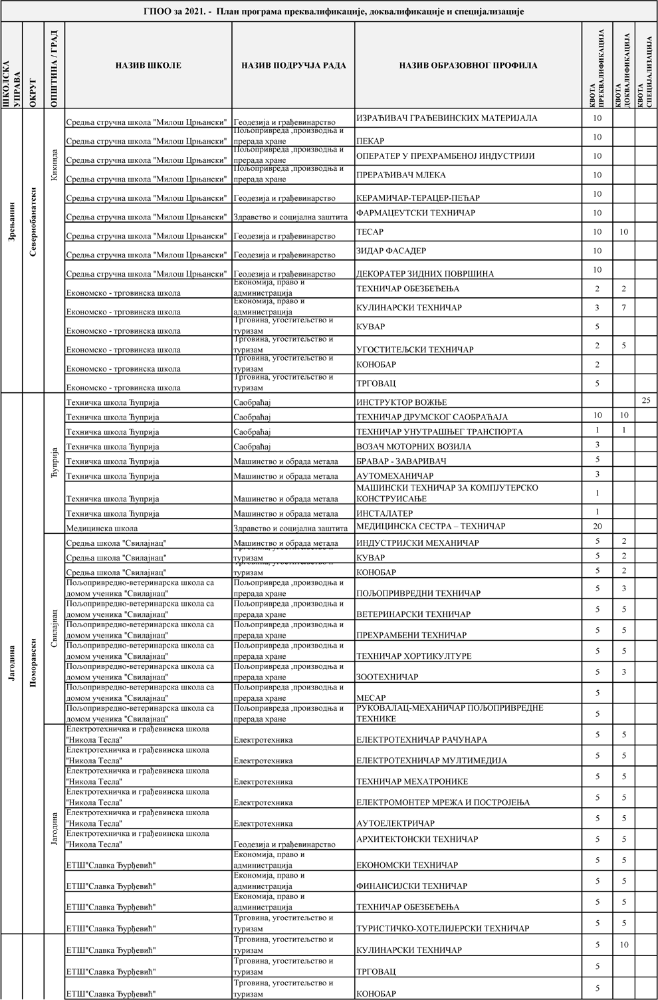 ГПОО за 2021. - План програма преквалификације, доквалификације и специјализације
ШКОЛСКА УПРАВА ОКРУГ ОПШТИНА / ГРАД НАЗИВ ШКОЛЕ НАЗИВ ПОДРУЧЈА РАДА НАЗИВ ОБРАЗОВНОГ ПРОФИЛА КВОТА ПРЕКВАЛИФИКАЦИЈА КВОТА ДОКВАЛИФИКАЦИЈА КВОТА СПЕЦИЈАЛИЗАЦИЈА
Зрењанин
Севернобанатски
Кикинда
Средња стручна школа "Милош Црњански" Геодезија и грађевинарство ИЗРАЂИВАЧ ГРАЂЕВИНСКИХ МАТЕРИЈАЛА 10
Пољопривреда ,производња и
Средња стручна школа "Милош Црњански" прерада хране ПЕКАР 10
Пољопривреда ,производња и
Средња стручна школа "Милош Црњански" прерада хране ОПЕРАТЕР У ПРЕХРАМБЕНОЈ ИНДУСТРИЈИ 10
Пољопривреда ,производња и
Средња стручна школа "Милош Црњански" прерада хране ПРЕРАЂИВАЧ МЛЕКА 10
Средња стручна школа "Милош Црњански" Геодезија и грађевинарство КЕРАМИЧАР-ТЕРАЦЕР-ПЕЋАР 10
Средња стручна школа "Милош Црњански" Здравство и социјална заштита ФАРМАЦЕУТСКИ ТЕХНИЧАР 10
Средња стручна школа "Милош Црњански" Геодезија и грађевинарство ТЕСАР 10 10
Средња стручна школа "Милош Црњански" Геодезија и грађевинарство ЗИДАР ФАСАДЕР 10
Средња стручна школа "Милош Црњански" Геодезија и грађевинарство ДЕКОРАТЕР ЗИДНИХ ПОВРШИНА 10
Економија, право и
Економско - трговинска школа администрација ТЕХНИЧАР ОБЕЗБЕЂЕЊА 2 2
Економија, право и
Економско - трговинска школа администрација КУЛИНАРСКИ ТЕХНИЧАР 3 7
Трговина, угоститељство и
Економско - трговинска школа туризам КУВАР 5
Трговина, угоститељство и
Економско - трговинска школа туризам УГОСТИТЕЉСКИ ТЕХНИЧАР 2 5
Трговина, угоститељство и
Економско - трговинска школа туризам КОНОБАР 2
Трговина, угоститељство и
Економско - трговинска школа туризам ТРГОВАЦ 5
Јагодина
Поморавски
Ћуприја
Техничка школа Ћуприја Саобраћај ИНСТРУКТОР ВОЖЊЕ 25
Техничка школа Ћуприја Саобраћај ТЕХНИЧАР ДРУМСКОГ САОБРАЋАЈА 10 10
Техничка школа Ћуприја Саобраћај ТЕХНИЧАР УНУТРАШЊЕГ ТРАНСПОРТА 1 1
Техничка школа Ћуприја Саобраћај ВОЗАЧ МОТОРНИХ ВОЗИЛА 3
Техничка школа Ћуприја Машинство и обрада метала БРАВАР - ЗАВАРИВАЧ 5
Техничка школа Ћуприја Машинство и обрада метала АУТОМЕХАНИЧАР 3
МАШИНСКИ ТЕХНИЧАР ЗА КОМПЈУТЕРСКО
Техничка школа Ћуприја Машинство и обрада метала КОНСТРУИСАЊЕ 1
Техничка школа Ћуприја Машинство и обрада метала ИНСТАЛАТЕР 1
Медицинска школа Здравство и социјална заштита МЕДИЦИНСКА СЕСТРА – ТЕХНИЧАР 20
Свилајнац
Средња школа "Свилајнац" Машинство и обрада метала ИНДУСТРИЈСКИ МЕХАНИЧАР 5 2
Трговина, угоститељство и
Средња школа "Свилајнац" туризам КУВАР 5 2
Трговина, угоститељство и
Средња школа "Свилајнац" туризам КОНОБАР 5 2
Пољопривредно-ветеринарска школа са Пољопривреда ,производња и
домом ученика "Свилајнац" прерада хране ПОЉОПРИВРЕДНИ ТЕХНИЧАР 5 3
Пољопривредно-ветеринарска школа са Пољопривреда ,производња и
домом ученика "Свилајнац" прерада хране ВЕТЕРИНАРСКИ ТЕХНИЧАР 5 5
Пољопривредно-ветеринарска школа са Пољопривреда ,производња и
домом ученика "Свилајнац" прерада хране ПРЕХРАМБЕНИ ТЕХНИЧАР 5 5
Пољопривредно-ветеринарска школа са Пољопривреда ,производња и
домом ученика "Свилајнац" прерада хране ТЕХНИЧАР ХОРТИКУЛТУРЕ 5 5
Пољопривредно-ветеринарска школа са Пољопривреда ,производња и
домом ученика "Свилајнац" прерада хране ЗООТЕХНИЧАР 5 3
Пољопривредно-ветеринарска школа са Пољопривреда ,производња и
домом ученика "Свилајнац" прерада хране МЕСАР 5
Пољопривредно-ветеринарска школа са Пољопривреда ,производња и РУКОВАЛАЦ-МЕХАНИЧАР ПОЉОПРИВРЕДНЕ
домом ученика "Свилајнац" прерада хране ТЕХНИКЕ 5
Јагодина
Електротехничка и грађевинска школа
"Никола Тесла" Електротехника ЕЛЕКТРОТЕХНИЧАР РАЧУНАРА 5 5
Електротехничка и грађевинска школа
"Никола Тесла" Електротехника ЕЛЕКТРОТЕХНИЧАР МУЛТИМЕДИЈА 5 5
Електротехничка и грађевинска школа
"Никола Тесла" Електротехника ТЕХНИЧАР МЕХАТРОНИКЕ 5 5
Електротехничка и грађевинска школа
"Никола Тесла" Електротехника ЕЛЕКТРОМОНТЕР МРЕЖА И ПОСТРОЈЕЊА 5 5
Електротехничка и грађевинска школа
"Никола Тесла" Електротехника АУТОЕЛЕКТРИЧАР 5 5
Електротехничка и грађевинска школа
"Никола Тесла" Геодезија и грађевинарство АРХИТЕКТОНСКИ ТЕХНИЧАР 5 5
Економија, право и
ЕТШ"Славка Ђурђевић" администрација ЕКОНОМСКИ ТЕХНИЧАР 5 5
Економија, право и
ЕТШ"Славка Ђурђевић" администрација ФИНАНСИЈСКИ ТЕХНИЧАР 5 5
Економија, право и
ЕТШ"Славка Ђурђевић" администрација ТЕХНИЧАР ОБЕЗБЕЂЕЊА 5 5
Трговина, угоститељство и
ЕТШ"Славка Ђурђевић" туризам ТУРИСТИЧКО-ХОТЕЛИЈЕРСКИ ТЕХНИЧАР 5 5
Трговина, угоститељство и
ЕТШ"Славка Ђурђевић" туризам КУЛИНАРСКИ ТЕХНИЧАР 5 10
Трговина, угоститељство и
ЕТШ"Славка Ђурђевић" туризам ТРГОВАЦ 5
Трговина, угоститељство и
ЕТШ"Славка Ђурђевић" туризам КОНОБАР 5